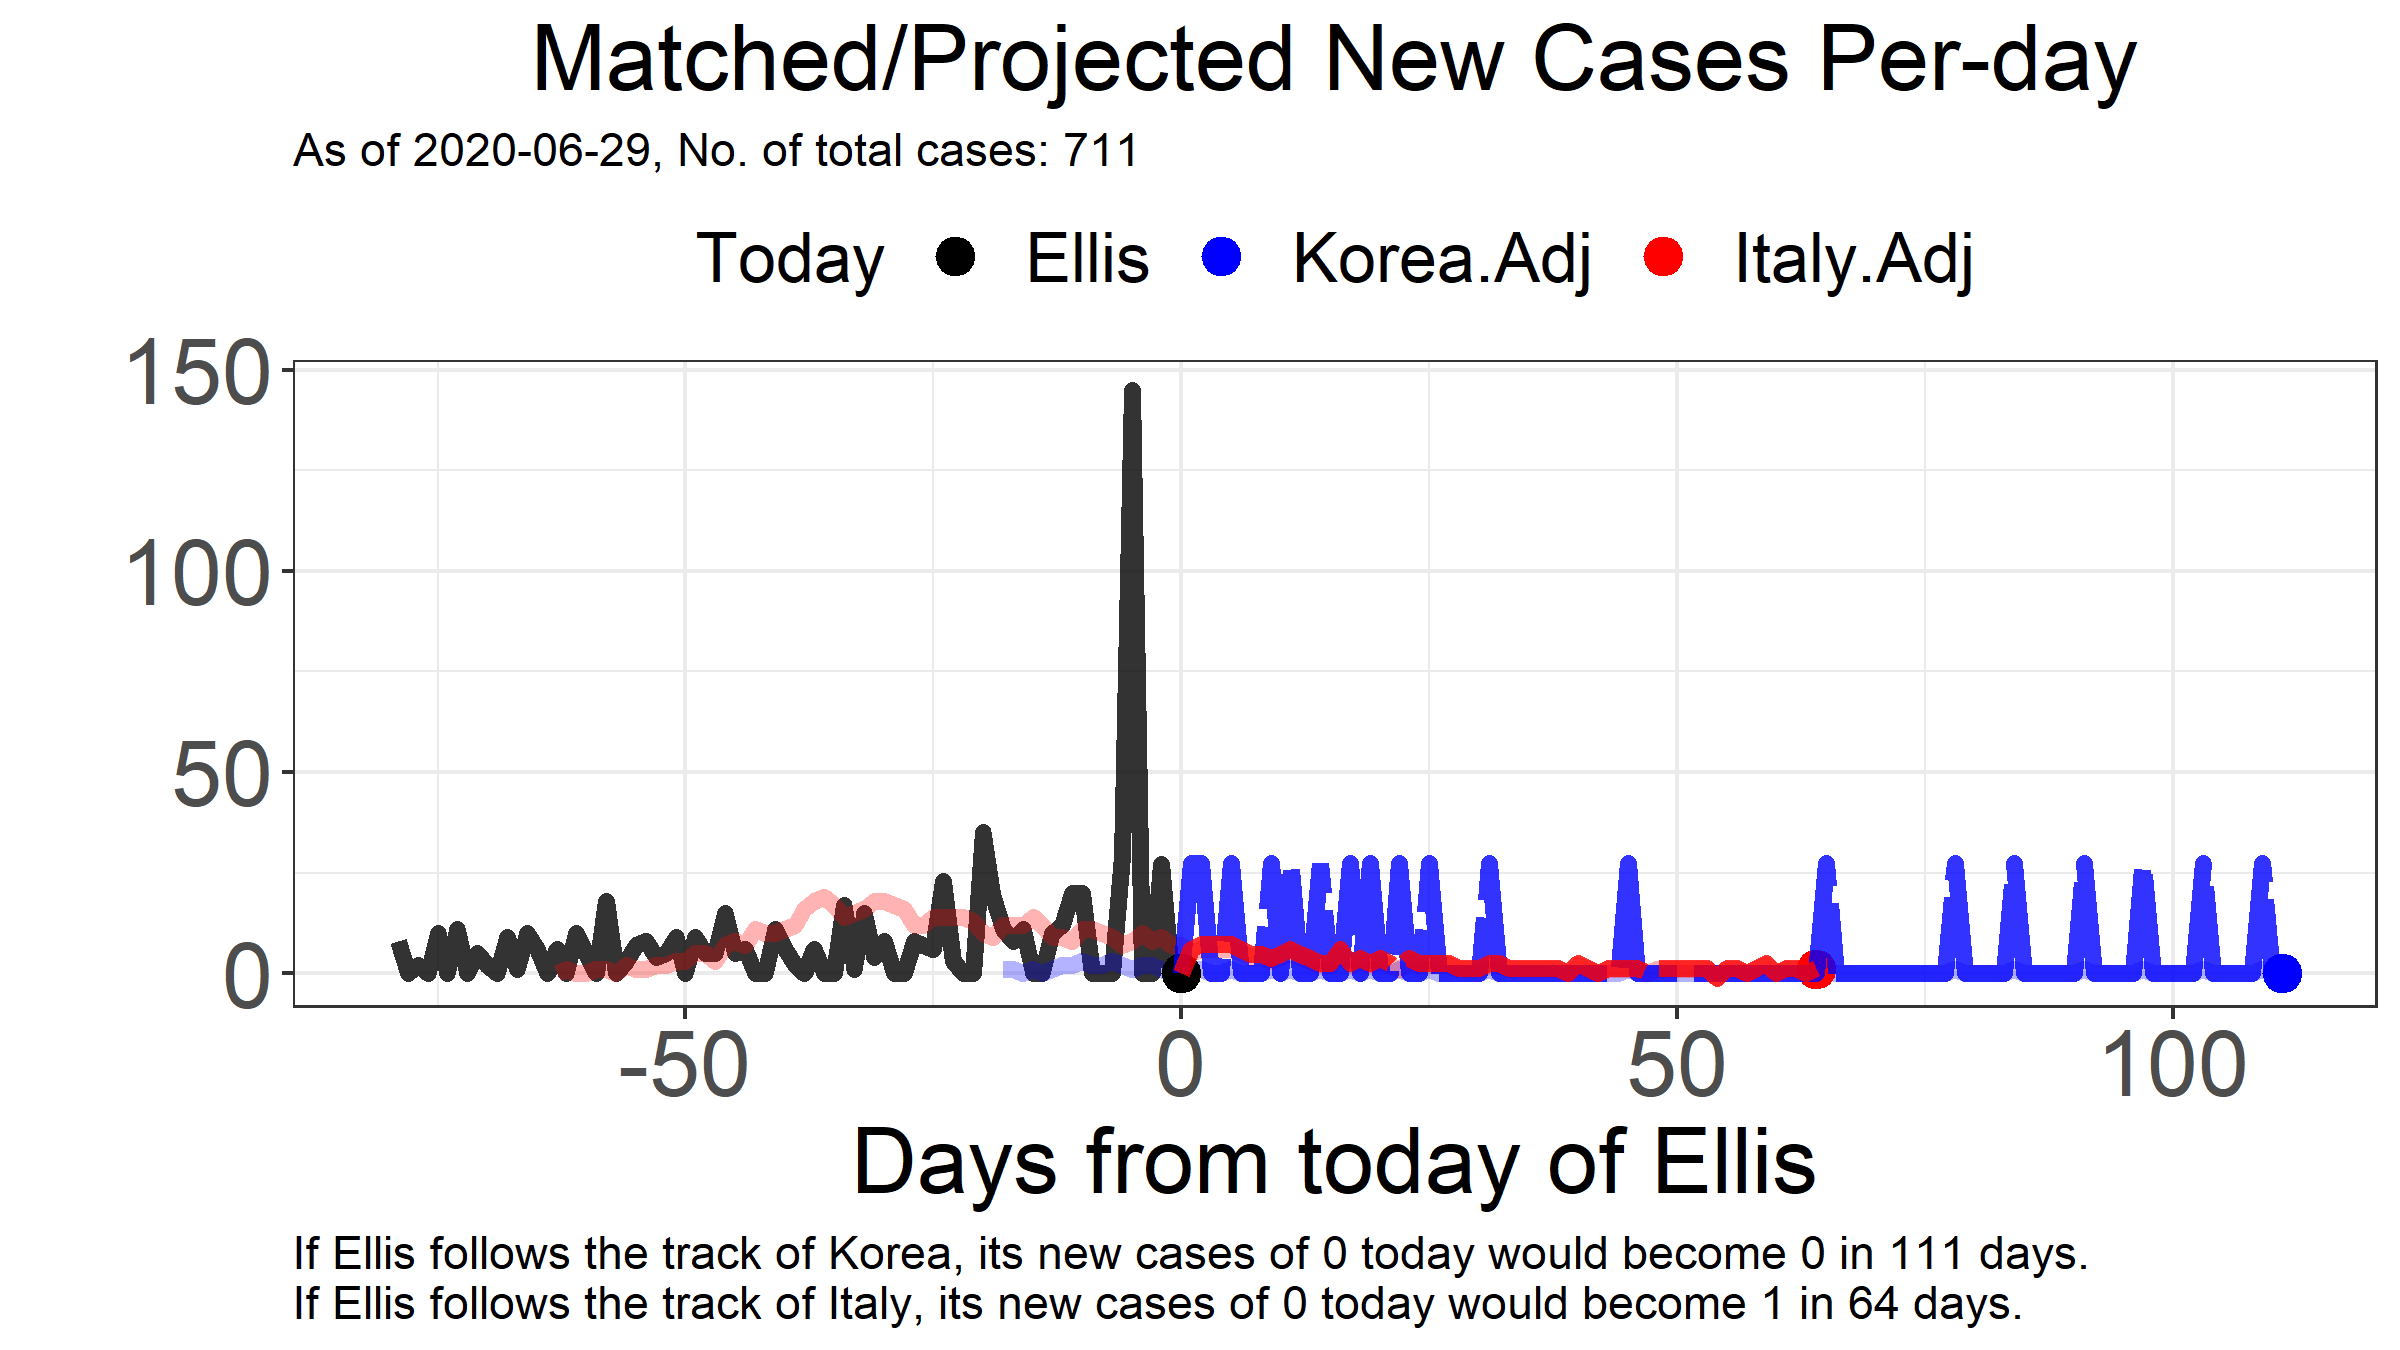 Matched/Projected New Cases Per-day
As of 2020-06-29, No. of total cases: 711
Today Ellis Korea.Adj Italy.Adj
150
100
50
0
-50 0 50 100
Days from today of Ellis
If Ellis follows the track of Korea, its new cases of 0 today would become 0 in 111 days.
If Ellis follows the track of Italy, its new cases of 0 today would become 1 in 64 days.